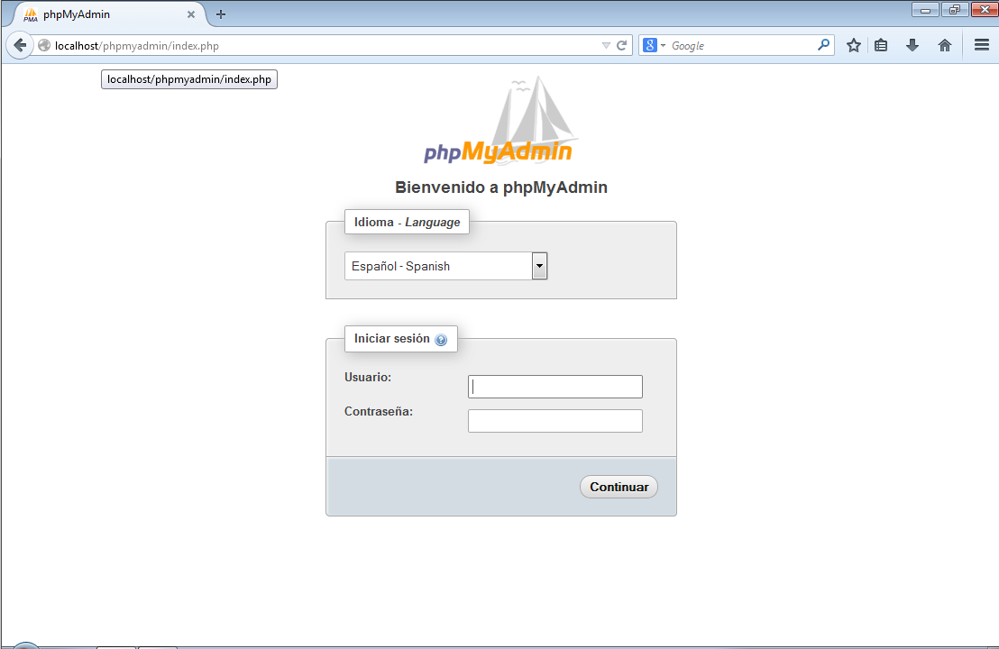 PMA phpMyAdmin
localhost/phpmyadmin/index.php
8 Google
localhost/phpmyadmin/index.php
phpMyAdmin
Bienvenido a phpMyAdmin
Idioma - Language
Español - Spanish
Iniciar sesión ?
Usuario:
Contraseña:
Continuar